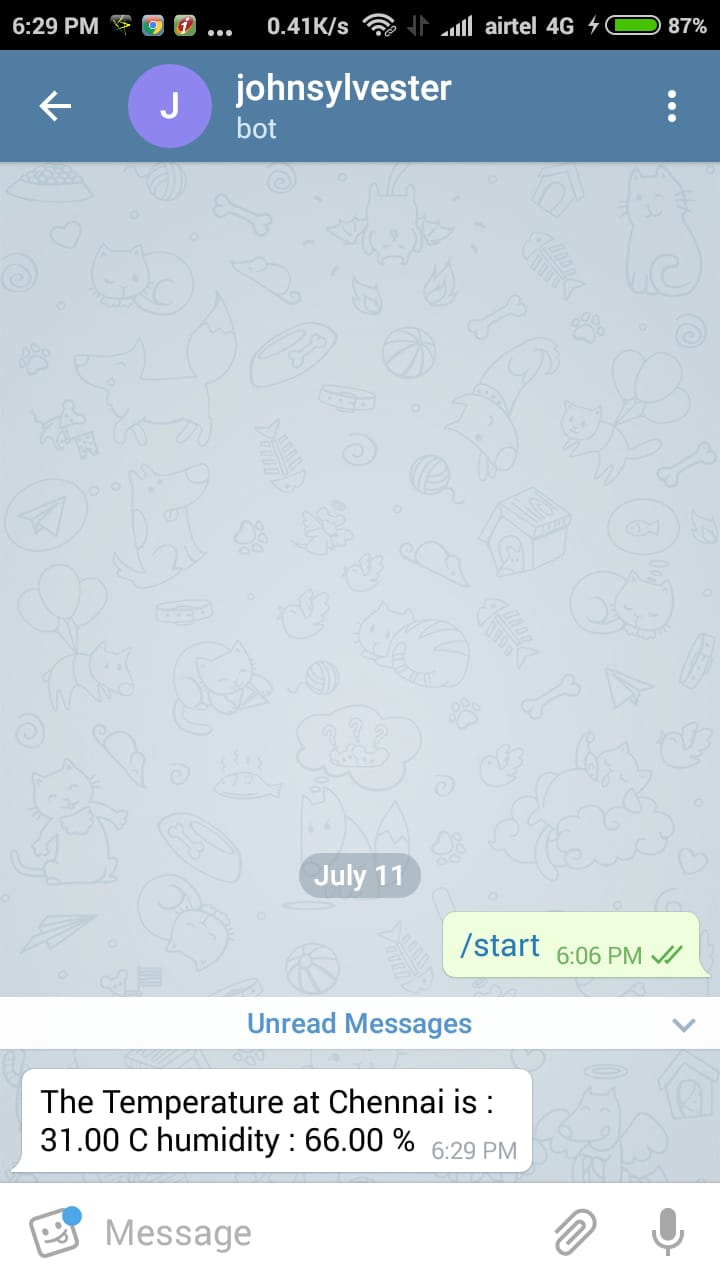 6:29 PM ... 0.41K/s airtel 4G 87%
J johnsylvester
bot
July 11
/start 6:06 PM
Unread Messages
The Temperature at Chennai is :
31.00 C humidity : 66.00 % 6:29 PM
Message